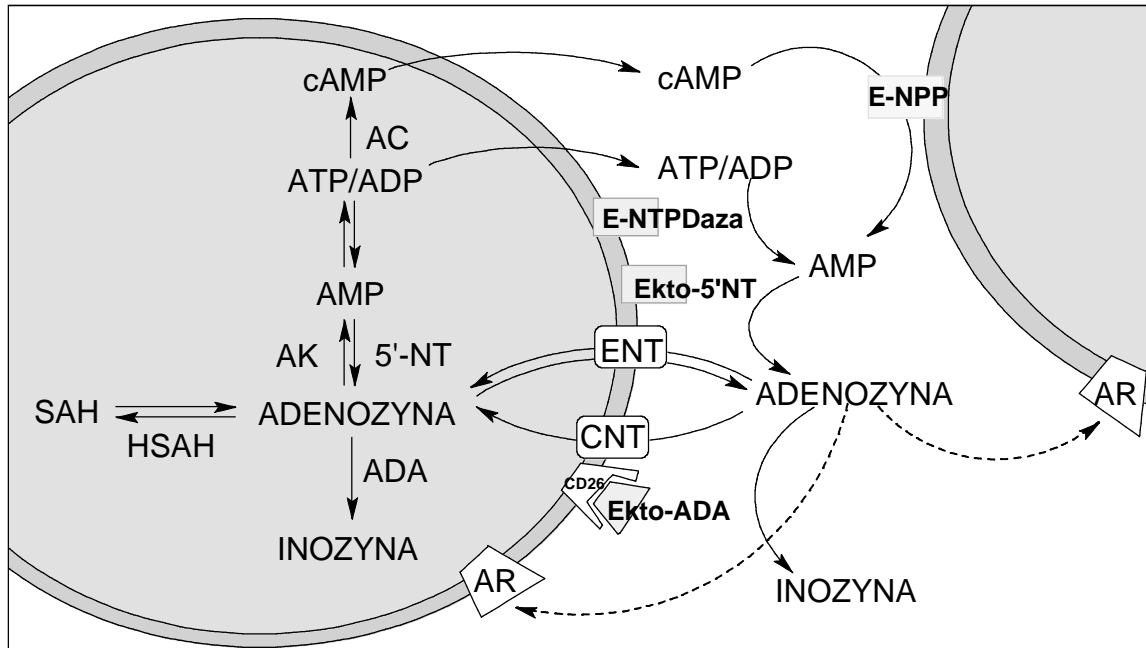 cAMP
cAMP
E-NPP
AC
ATP/ADP
ATP/ADP
E-NTPDaza
AMP
AMP
Ekto-5'NT
AK
5'-NT
ENT
SAH
ADENOZYNA
ADENOZYNA
AR
HSAH
CNT
ADA
CD26
Ekto-ADA
INOZYNA
AR
INOZYNA